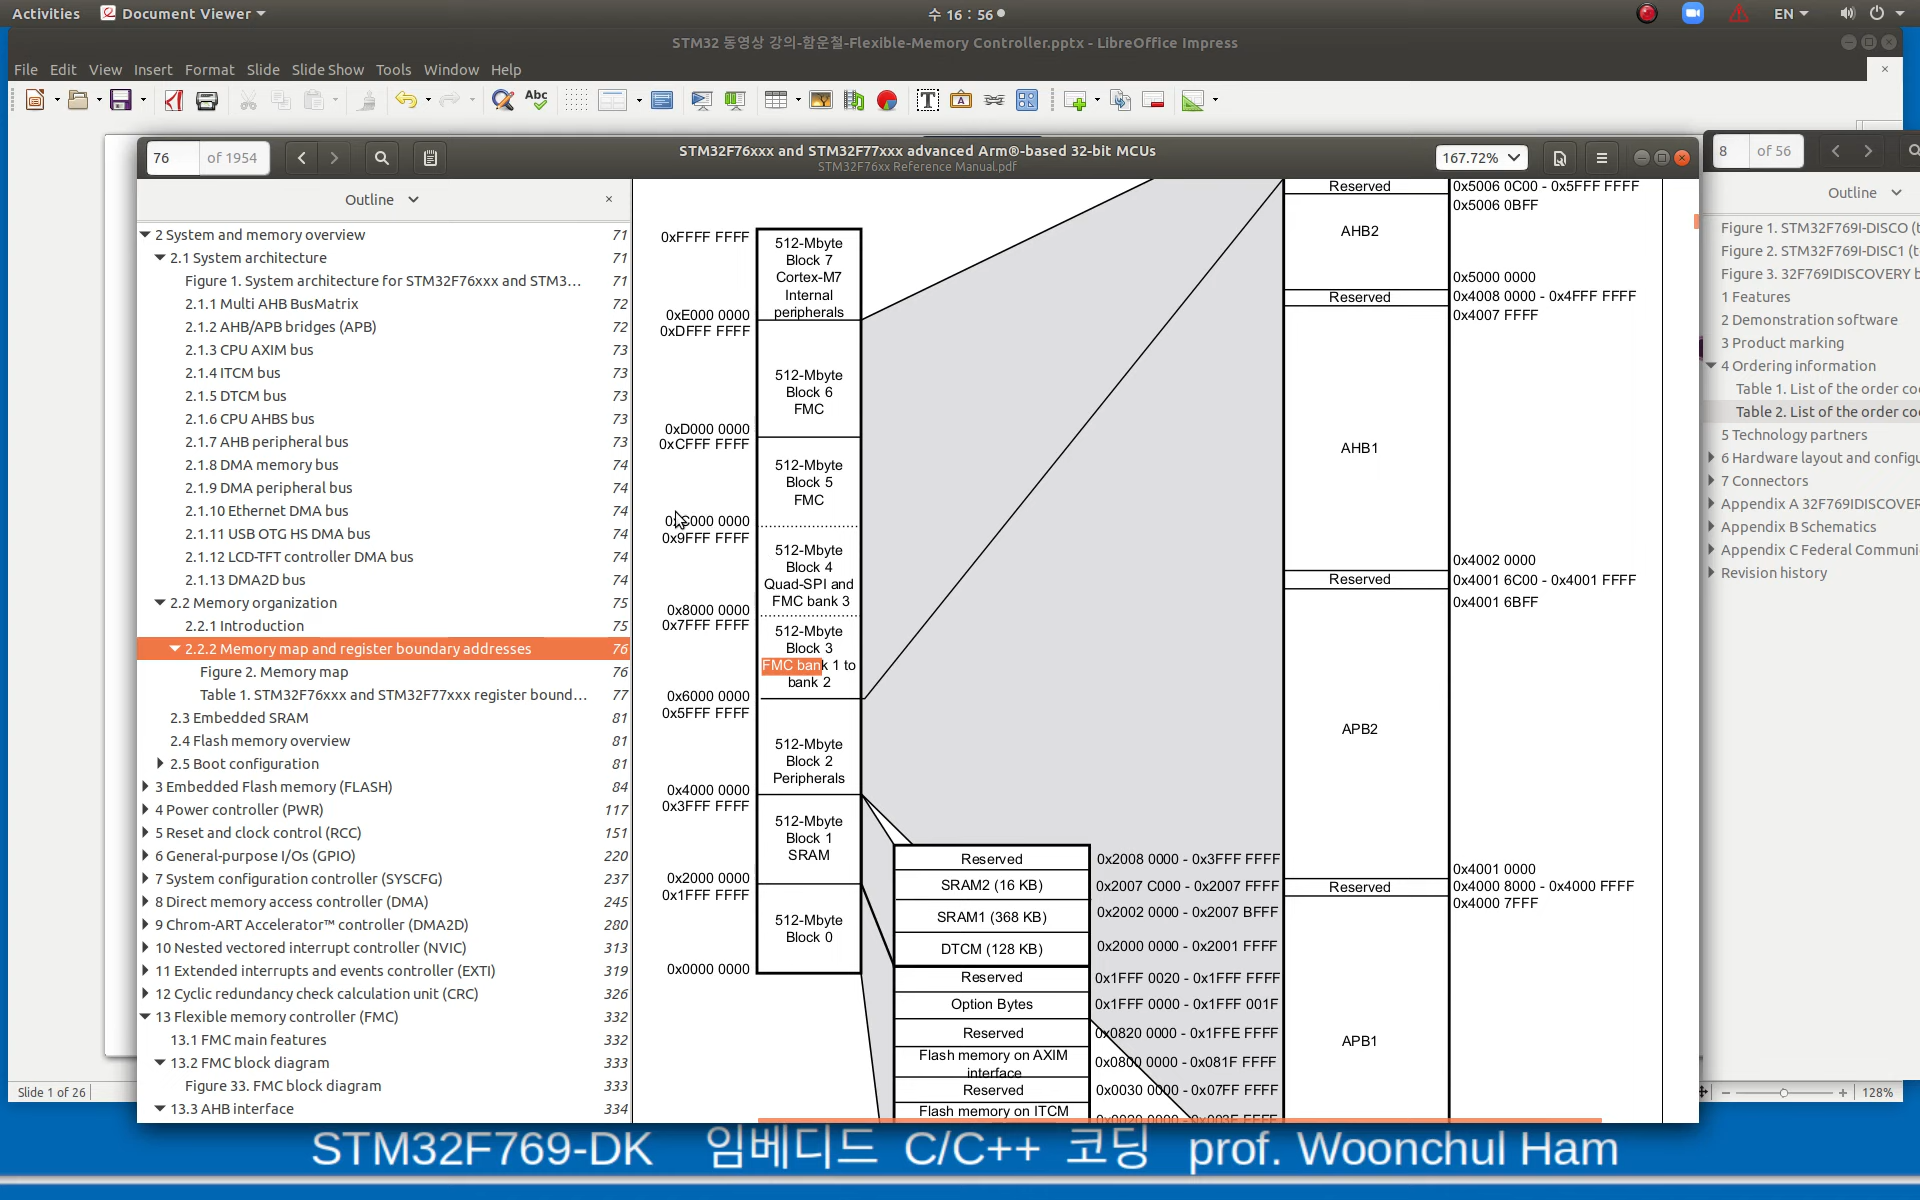 Activities
Document Viewer
수 16 : 56
EN
STM32 동영상 강의-함운철-Flexible-Memory Controller.pptx - LibreOffice Impress
File Edit View Insert Format Slide Slide Show Tools Window Help
76 of 1954
STM32F76xxx and STM32F77xxx advanced Arm®-based 32-bit MCUs
STM32F76xx Reference Manual.pdf
167.72%
8 of 56
Outline
2 System and memory overview 71
2.1 System architecture 71
Figure 1. System architecture for STM32F76xxx and STM3... 71
2.1.1 Multi AHB BusMatrix 72
2.1.2 AHB/APB bridges (APB) 72
2.1.3 CPU AXIM bus 73
2.1.4 ITCM bus 73
2.1.5 DTCM bus 73
2.1.6 CPU AHBS bus 73
2.1.7 AHB peripheral bus 73
2.1.8 DMA memory bus 74
2.1.9 DMA peripheral bus 74
2.1.10 Ethernet DMA bus 74
2.1.11 USB OTG HS DMA bus 74
2.1.12 LCD-TFT controller DMA bus 74
2.1.13 DMA2D bus 74
2.2 Memory organization 75
2.2.1 Introduction 75
2.2.2 Memory map and register boundary addresses 76
Figure 2. Memory map 76
Table 1. STM32F76xxx and STM32F77xxx register bound... 77
2.3 Embedded SRAM 81
2.4 Flash memory overview 81
2.5 Boot configuration 81
3 Embedded Flash memory (FLASH) 84
4 Power controller (PWR) 117
5 Reset and clock control (RCC) 151
6 General-purpose I/Os (GPIO) 220
7 System configuration controller (SYSCFG) 237
8 Direct memory access controller (DMA) 245
9 Chrom-ART Accelerator™ controller (DMA2D) 280
10 Nested vectored interrupt controller (NVIC) 313
11 Extended interrupts and events controller (EXTI) 319
12 Cyclic redundancy check calculation unit (CRC) 326
13 Flexible memory controller (FMC) 332
13.1 FMC main features 332
13.2 FMC block diagram 333
Figure 33. FMC block diagram 333
13.3 AHB interface 334
0xFFFF FFFF
512-Mbyte
Block 7
Cortex-M7
Internal
peripherals
0xE000 0000
0xDFFF FFFF
512-Mbyte
Block 6
FMC
0xD000 0000
0xCFFF FFFF
512-Mbyte
Block 5
FMC
0000 0000
0x9FFF FFFF
512-Mbyte
Block 4
Quad-SPI and
FMC bank 3
0x8000 0000
0x7FFF FFFF
512-Mbyte
Block 3
FMC bank 1 to
bank 2
0x6000 0000
0x5FFF FFFF
512-Mbyte
Block 2
Peripherals
0x4000 0000
0x3FFF FFFF
512-Mbyte
Block 1
SRAM
0x2000 0000
0x1FFF FFFF
512-Mbyte
Block 0
0x0000 0000
Reserved 0x2008 0000 - 0x3FFF FFFF
SRAM2 (16 KB) 0x2007 C000 - 0x2007 FFFF
SRAM1 (368 KB) 0x2002 0000 - 0x2007 BFFF
DTCM (128 KB) 0x2000 0000 - 0x2001 FFFF
Reserved 0x1FFF 0020 - 0x1FFF FFFF
Option Bytes 0x1FFF 0000 - 0x1FFF 001F
Reserved 0x0820 0000 - 0x1FFE FFFF
Flash memory on AXIM
interface
0x0800 0000 - 0x081F FFFF
Reserved 0x0030 0000 - 0x07FF FFFF
Flash memory on ITCM
Reserved 0x5006 0C00 - 0x5FFF FFFF
0x5006 0BFF
AHB2
0x5000 0000
Reserved 0x4008 0000 - 0x4FFF FFFF
0x4007 FFFF
AHB1
0x4002 0000
Reserved 0x4001 6C00 - 0x4001 FFFF
0x4001 6BFF
APB2
0x4001 0000
Reserved 0x4000 8000 - 0x4000 FFFF
0x4000 7FFF
APB1
Outline
Figure 1. STM32F769I-DISCO (t
Figure 2. STM32F769I-DISC1 (t
Figure 3. 32F769IDISCOVERY b
1 Features
2 Demonstration software
3 Product marking
4 Ordering information
Table 1. List of the order co
Table 2. List of the order co
5 Technology partners
6 Hardware layout and configu
7 Connectors
Appendix A 32F769IDISCOVER
Appendix B Schematics
Appendix C Federal Communi
Revision history
Slide 1 of 26
128%
STM32F769-DK 임베디드 C/C++ 코딩 prof. Woonchul Ham